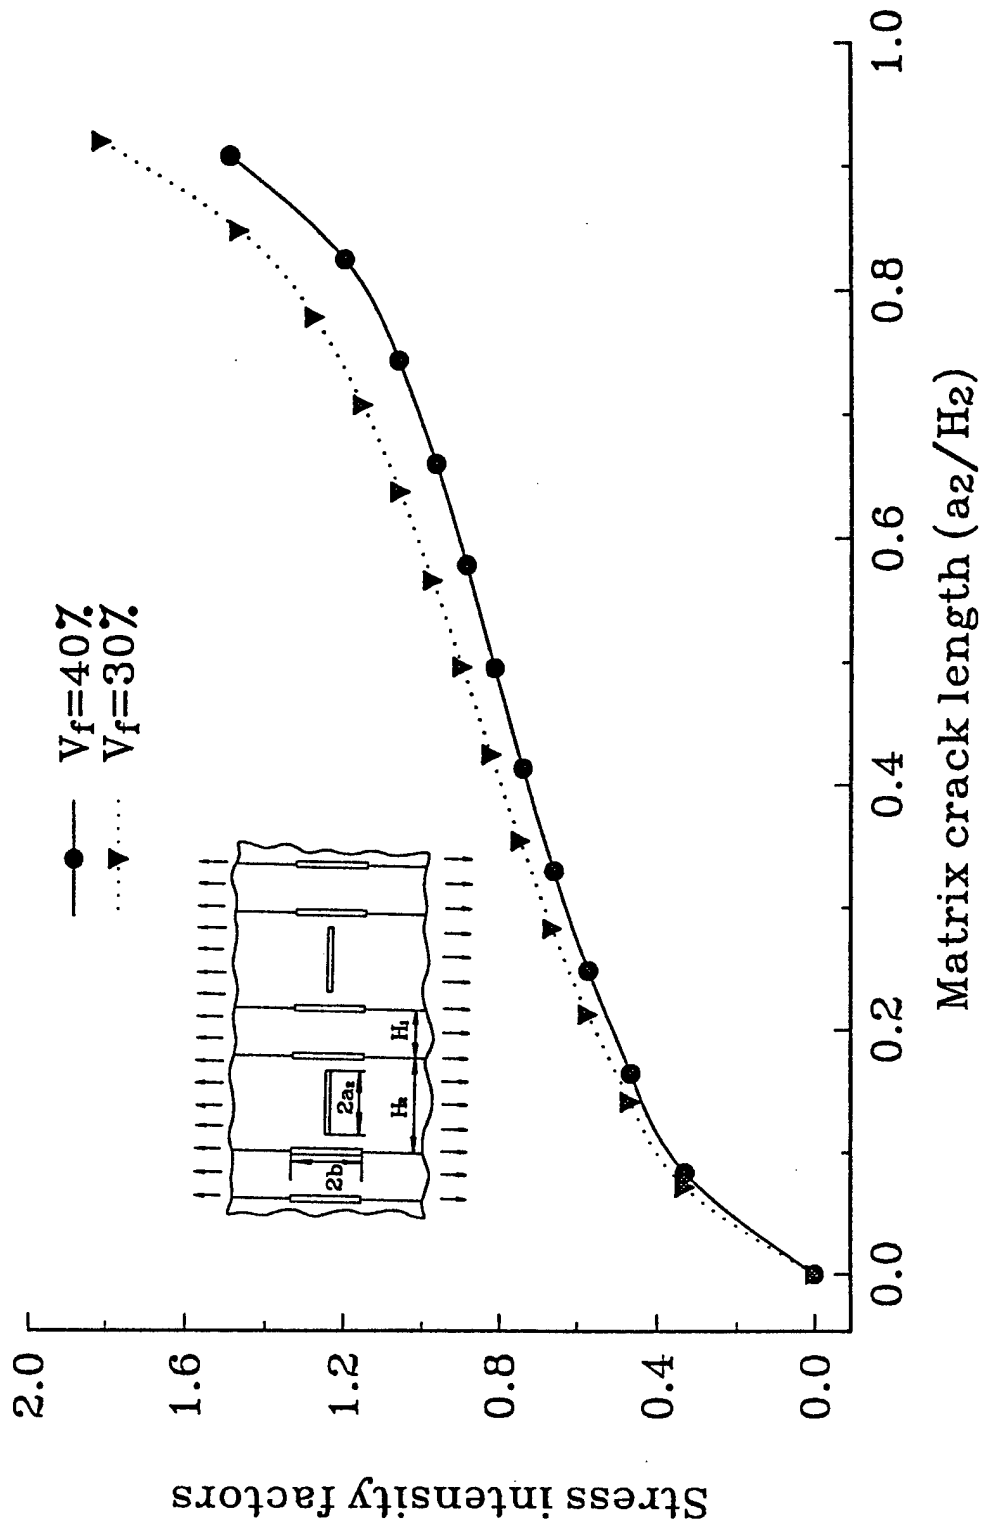 Vf=40%
Vf=30%
2b
2a₂
H₂
H₁
Stress intensity factors
2.0
1.6
1.2
0.8
0.4
0.0
0.0
0.2
0.4
0.6
0.8
1.0
Matrix crack length (a2/H2)